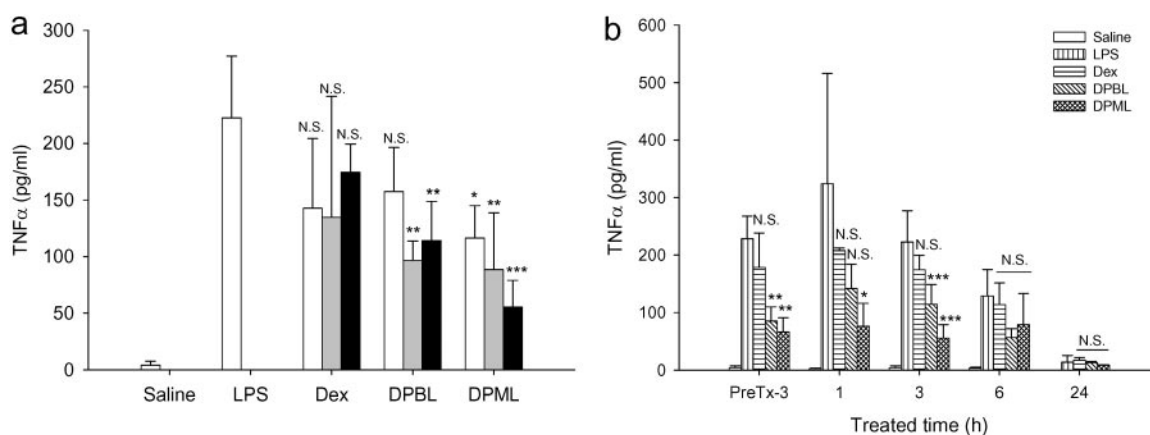 a
300
250
200
150
100
50
0
TNFα (pg/ml)
N.S.
N.S.
N.S.
N.S.
**
**
*
**
***
Saline LPS Dex DPBL DPML
b
600
500
400
300
200
100
0
TNFα (pg/ml)
Saline
LPS
Dex
DPBL
DPML
N.S.
**
**
N.S.
N.S.
*
N.S.
***
***
N.S.
N.S.
PreTx-3 1 3 6 24
Treated time (h)